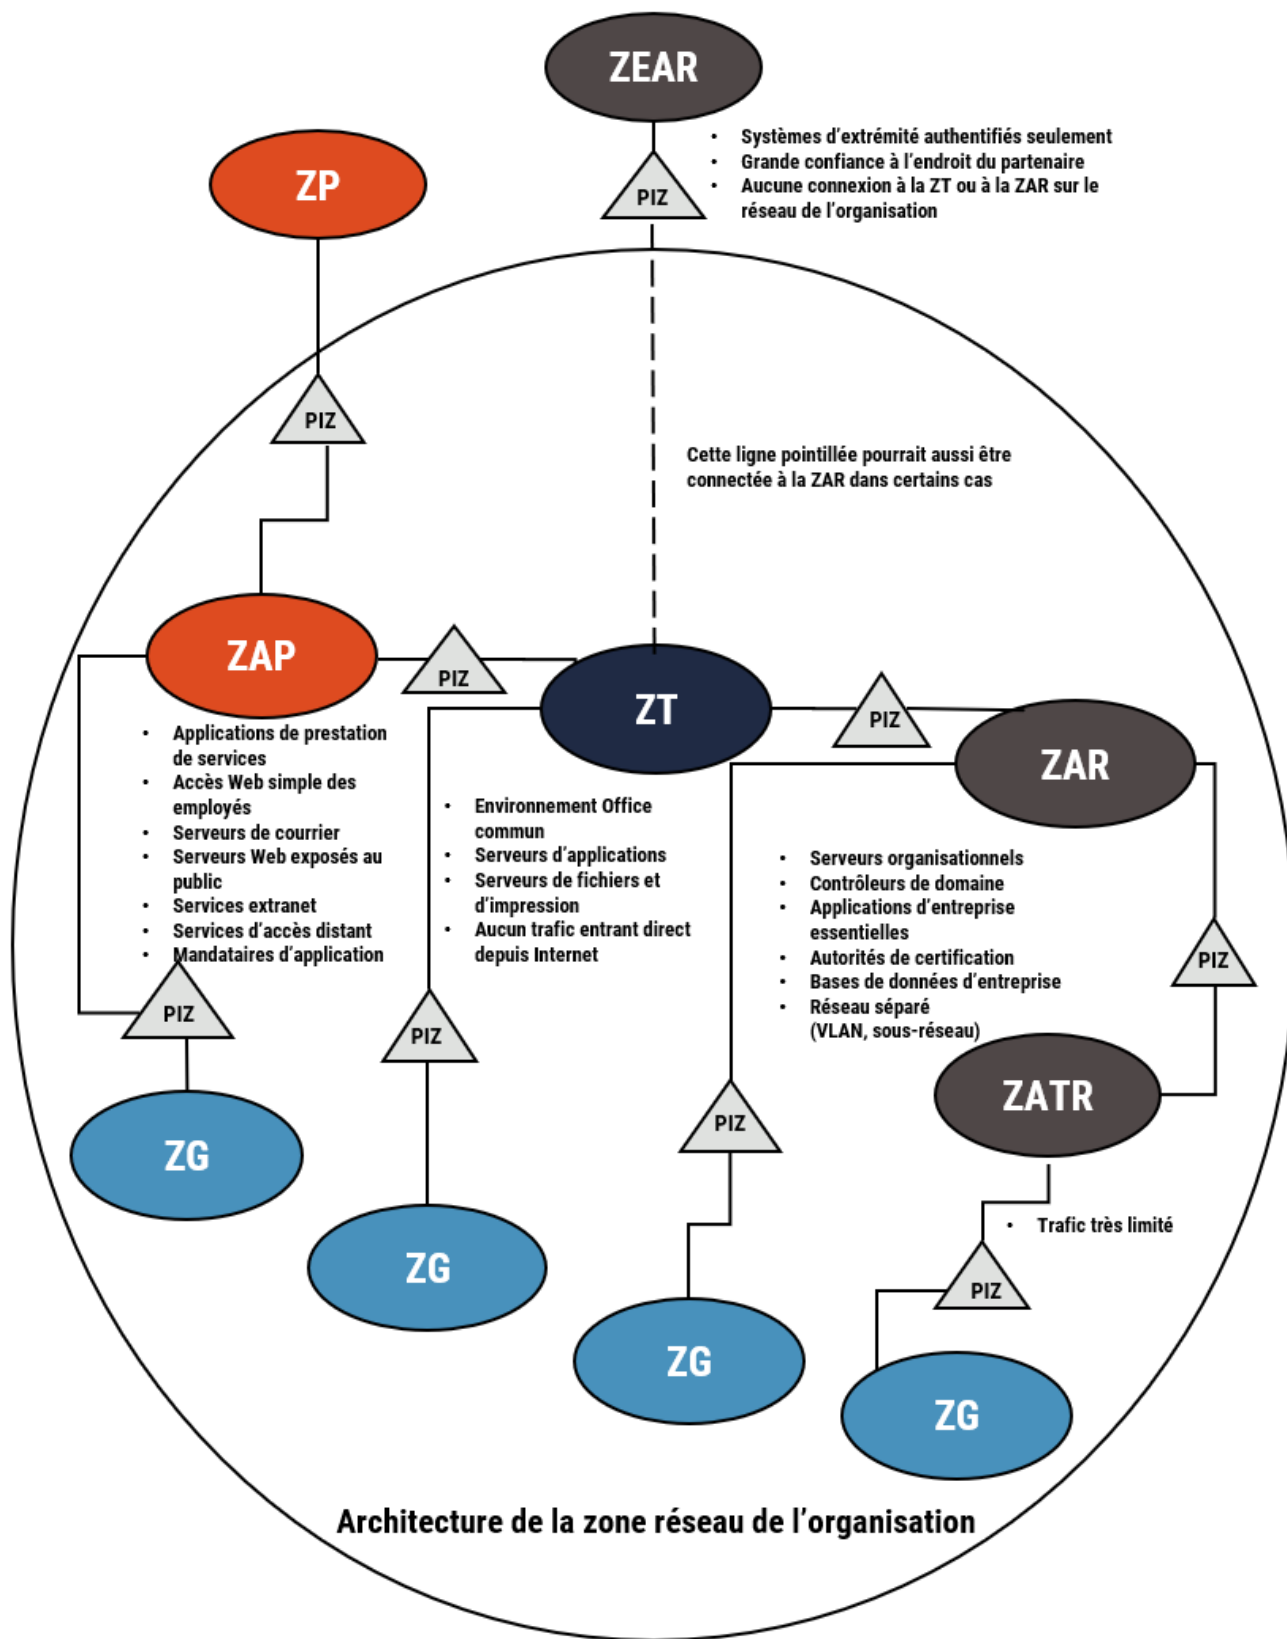 ZEAR
• Systèmes d'extrémité authentifiés seulement
• Grande confiance à l'endroit du partenaire
• Aucune connexion à la ZT ou à la ZAR sur le
réseau de l'organisation
PIZ
ZP
PIZ
Cette ligne pointillée pourrait aussi être
connectée à la ZAR dans certains cas
ZAP
PIZ
ZT
PIZ
ZAR
• Applications de prestation
de services
• Accès Web simple des
employés
• Serveurs de courrier
• Serveurs Web exposés au
public
• Services extranet
• Services d'accès distant
• Mandataires d'application
• Environnement Office
commun
• Serveurs d'applications
• Serveurs de fichiers et
d'impression
• Aucun trafic entrant direct
depuis Internet
• Serveurs organisationnels
• Contrôleurs de domaine
• Applications d'entreprise
essentielles
• Autorités de certification
• Bases de données d'entreprise
• Réseau séparé
(VLAN, sous-réseau)
PIZ
PIZ
PIZ
PIZ
ZATR
ZG
• Trafic très limité
ZG
PIZ
ZG
ZG
Architecture de la zone réseau de l'organisation